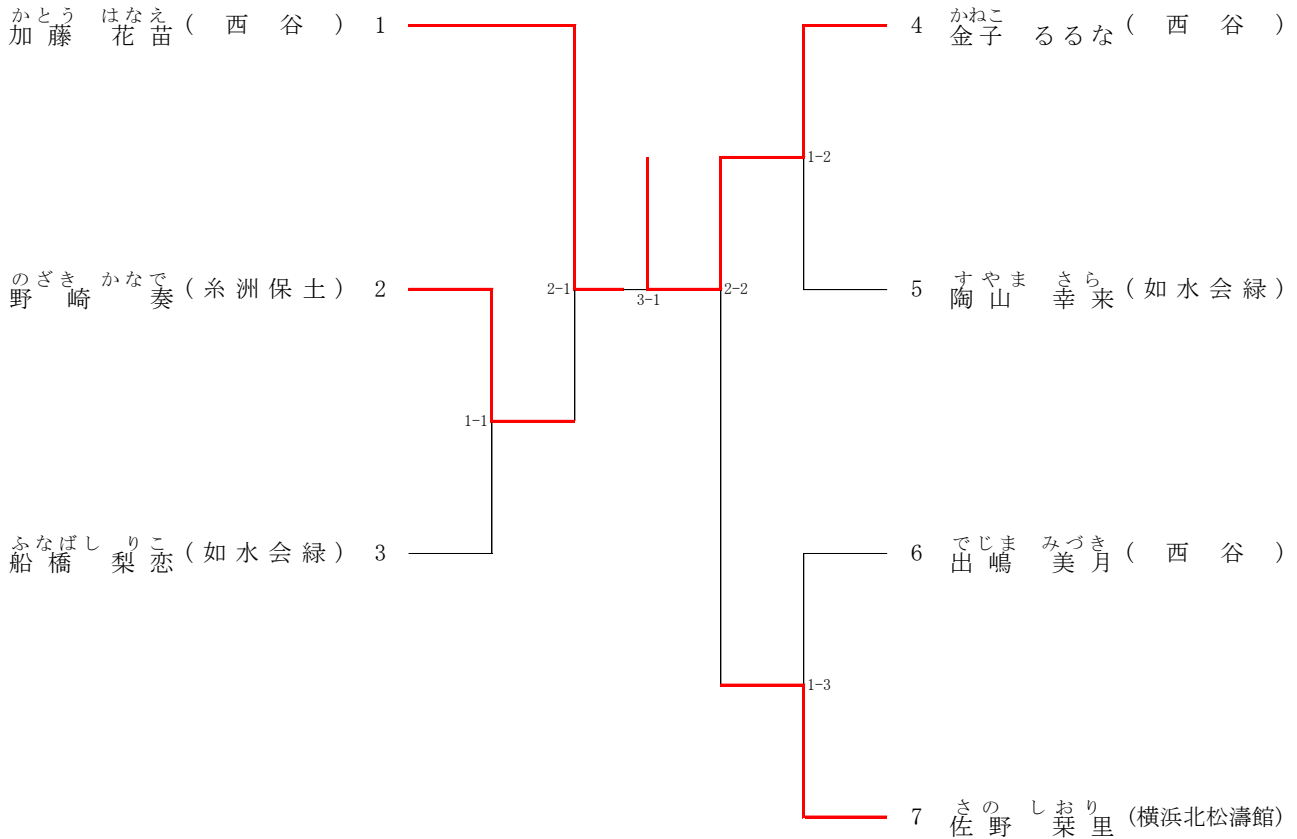 かとう はなえ
加藤 花苗 ( 西 谷 ) 1
のざき かなで
野崎 奏 (糸洲保土) 2
ふなばし りこ
船橋 梨恋 (如水会緑) 3
1-1
2-1
3-1
2-2
1-2
1-3
かねこ
4 金子 るるな ( 西 谷 )
すやま さら
5 陶山 幸来 (如水会緑)
でじま みづき
6 出嶋 美月 ( 西 谷 )
さの しおり
7 佐野 栞里 (横浜北松濤館)